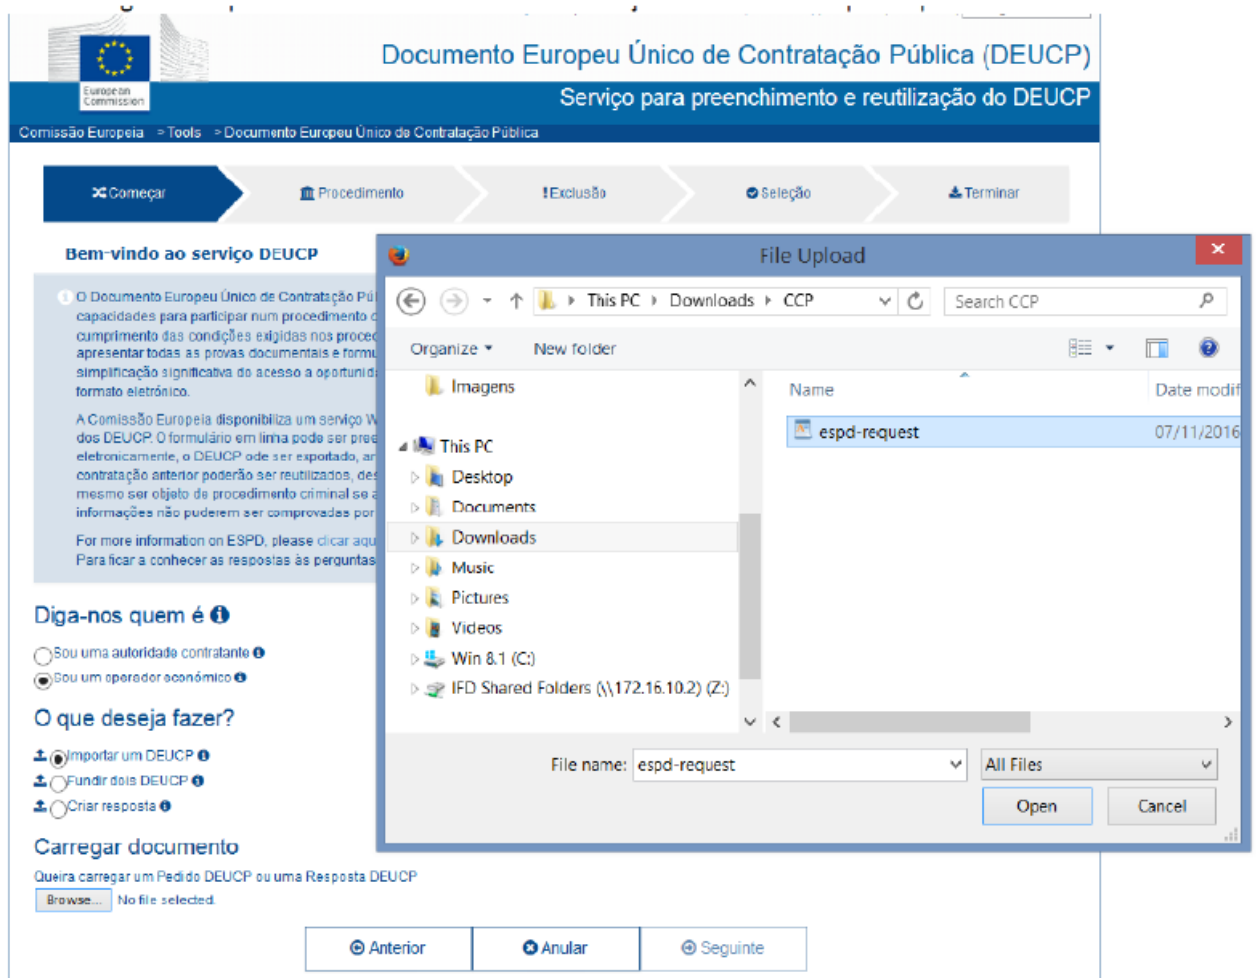 Documento Europeu Único de Contratação Pública (DEUCP)
European
Commission
Serviço para preenchimento e reutilização do DEUCP
Comissão Europeia > Tools > Documento Europeu Único de Contratação Pública
Começar
Procedimento
Exclusão
Seleção
Terminar
Bem-vindo ao serviço DEUCP
O Documento Europeu Único de Contratação Púl
capacidades para participar num procedimento
cumprimento das condições exigidas nos proced
apresentar todas as provas documentais e formu
simplificação significativa do acesso a oportunid
formato eletrónico.
A Comissão Europeia disponibiliza um serviço W
dos DEUCP. O formulário em linha pode ser pree
eletronicamente, o DEUCP ode ser exportado, ar
contratação anterior poderão ser reutilizados, des
mesmo ser objeto de procedimento criminal se a
informações não puderem ser comprovadas por
For more information on ESPD, please clicar aqu
Para ficar a conhecer as respostas às perguntas
Diga-nos quem é
Sou uma autoridade contratante
Sou um operador económico
O que deseja fazer?
Importar um DEUCP
Fundir dois DEUCP
Criar resposta
Carregar documento
Queira carregar um Pedido DEUCP ou uma Resposta DEUCP
Browse... No file selected.
Anterior
Anular
Seguinte
File Upload
This PC
Downloads
CCP
Search CCP
Organize
New folder
Imagens
This PC
Desktop
Documents
Downloads
Music
Pictures
Videos
Win 8.1 (C:)
IFD Shared Folders (\\172.16.10.2) (Z:)
Name
Date modif
espd-request
07/11/2016
File name: espd-request
All Files
Open
Cancel